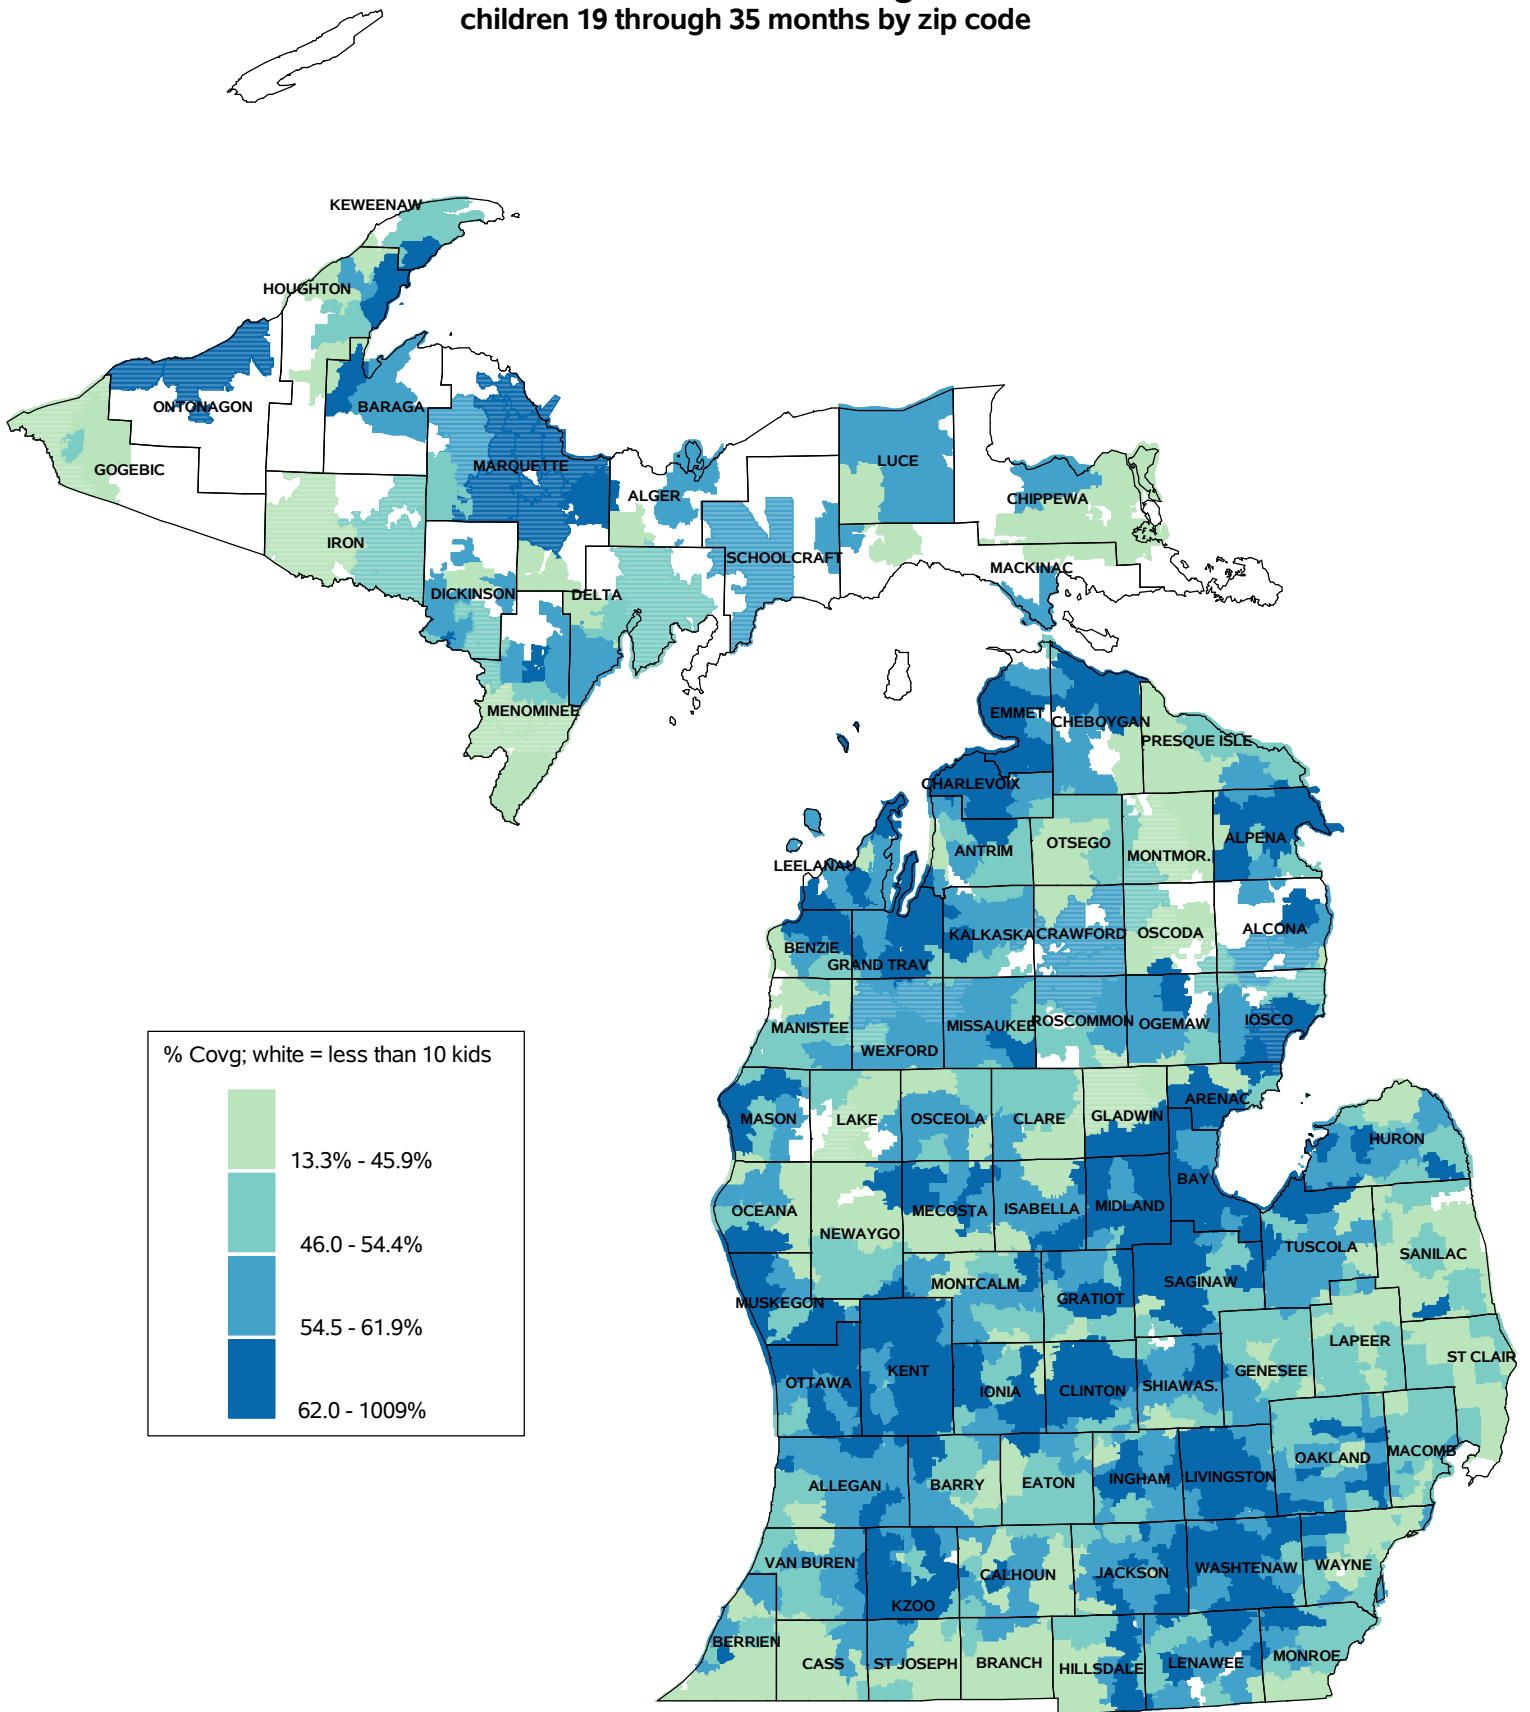 children 19 through 35 months by zip code
KEWEENAW
HOUGHTON
ONTONAGON
BARAGA
GOGEBIC
MARQUETTE
ALGER
LUCE
CHIPPEWA
IRON
SCHOOLCRAFT
MACKINAC
DICKINSON
DELTA
MENOMINEE
EMMET
CHEBOYGAN
PRESQUE ISLE
CHARLEVOIX
ANTRIM
OTSEGO
MONTMOR.
ALPENA
LEELANAU
BENZIE
GRAND TRAV
KALKASKA
CRAWFORD
OSCODA
ALCONA
MANISTEE
WEXFORD
MISSAUKEE
ROSCOMMON
OGEMAW
IOSCO
% Covg; white = less than 10 kids
13.3% - 45.9%
46.0 - 54.4%
54.5 - 61.9%
62.0 - 1009%
MASON
LAKE
OSCEOLA
CLARE
GLADWIN
ARENAC
HURON
OCEANA
NEWAYGO
MECOSTA
ISABELLA
MIDLAND
BAY
TUSCOLA
SANILAC
MUSKEGON
MONTCALM
GRATIOT
SAGINAW
OTTAWA
KENT
IONIA
CLINTON
SHIAWAS.
GENESEE
LAPEER
ST CLAIR
ALLEGAN
BARRY
EATON
INGHAM
LIVINGSTON
OAKLAND
MACOMB
VAN BUREN
KZOO
CALHOUN
JACKSON
WASHTENAW
WAYNE
BERRIEN
CASS
ST JOSEPH
BRANCH
HILLSDALE
LENAWEE
MONROE